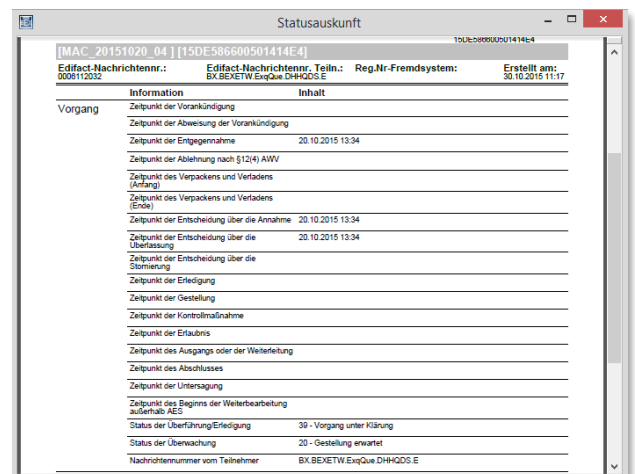 Statusauskunft
15DE586600501414E4
[MAC_20151020_04 ] [15DE586600501414E4]
Edifact-Nachrichtennr.: Edifact-Nachrichtennr. Teiln.: Reg.Nr-Fremdsystem: Erstellt am:
0006112032 BX.BEXETW.ExqQue.DHHQDS.E 30.10.2015 11:17
Information Inhalt
Vorgang Zeitpunkt der Vorankündigung
Zeitpunkt der Abweisung der Vorankündigung
Zeitpunkt der Entgegennahme 20.10.2015 13:34
Zeitpunkt der Ablehnung nach §12(4) AWV
Zeitpunkt des Verpackens und Verladens
(Anfang)
Zeitpunkt des Verpackens und Verladens
(Ende)
Zeitpunkt der Entscheidung über die Annahme 20.10.2015 13:34
Zeitpunkt der Entscheidung über die 20.10.2015 13:34
Überlassung
Zeitpunkt der Entscheidung über die
Stornierung
Zeitpunkt der Erledigung
Zeitpunkt der Gestellung
Zeitpunkt der Kontrollmaßnahme
Zeitpunkt der Erlaubnis
Zeitpunkt des Ausgangs oder der Weiterleitung
Zeitpunkt des Abschlusses
Zeitpunkt der Untersagung
Zeitpunkt des Beginns der Weiterbearbeitung
außerhalb AES
Status der Überführung/Erledigung 39 - Vorgang unter Klärung
Status der Überwachung 20 - Gestellung erwartet
Nachrichtennummer vom Teilnehmer BX.BEXETW.ExqQue.DHHQDS.E